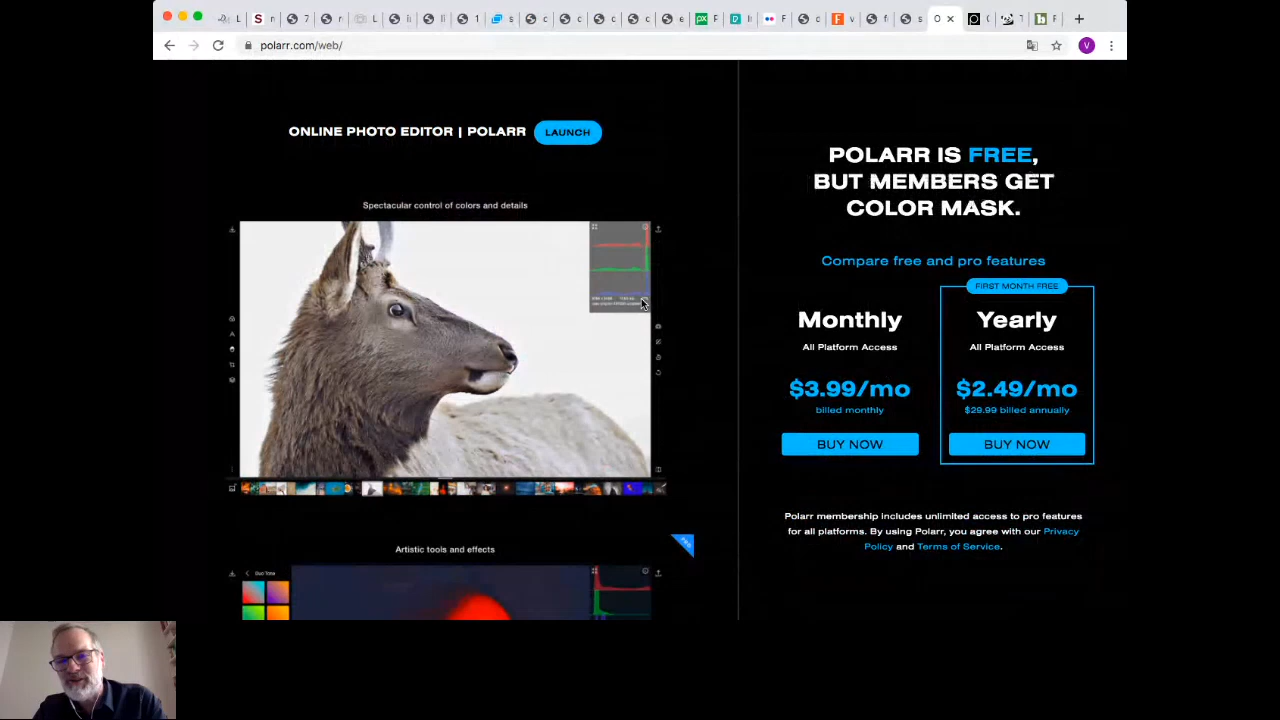 polarr.com/web/
V
ONLINE PHOTO EDITOR | POLARR
LAUNCH
Spectacular control of colors and details
Artistic tools and effects
PRO
Duo Tone
POLARR IS FREE,
BUT MEMBERS GET
COLOR MASK.
Compare free and pro features
FIRST MONTH FREE
Monthly
All Platform Access
$3.99/mo
billed monthly
BUY NOW
Yearly
All Platform Access
$2.49/mo
$29.99 billed annually
BUY NOW
Polarr membership includes unlimited access to pro features
for all platforms. By using Polarr, you agree with our Privacy
Policy and Terms of Service.